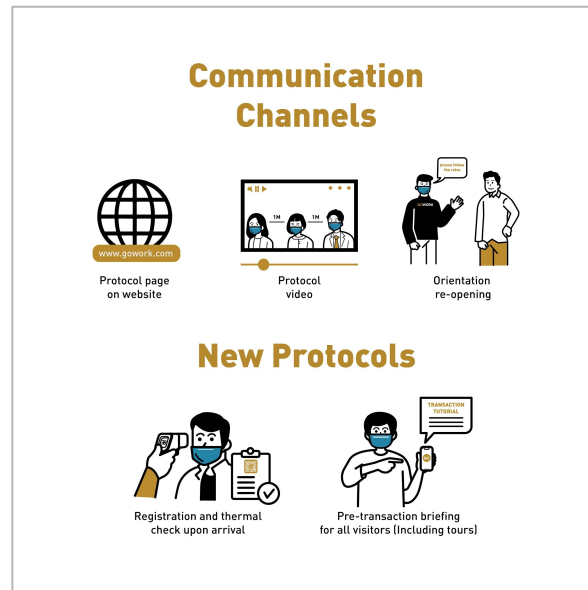 Communication
Channels
please follow
the rules
GOWORK
1M
1M
www.gowork.com
Protocol page
on website
Protocol
video
Orientation
re-opening
New Protocols
TRANSACTION
TUTORIAL
Registration and thermal
check upon arrival
Pre-transaction briefing
for all visitors (Including tours)